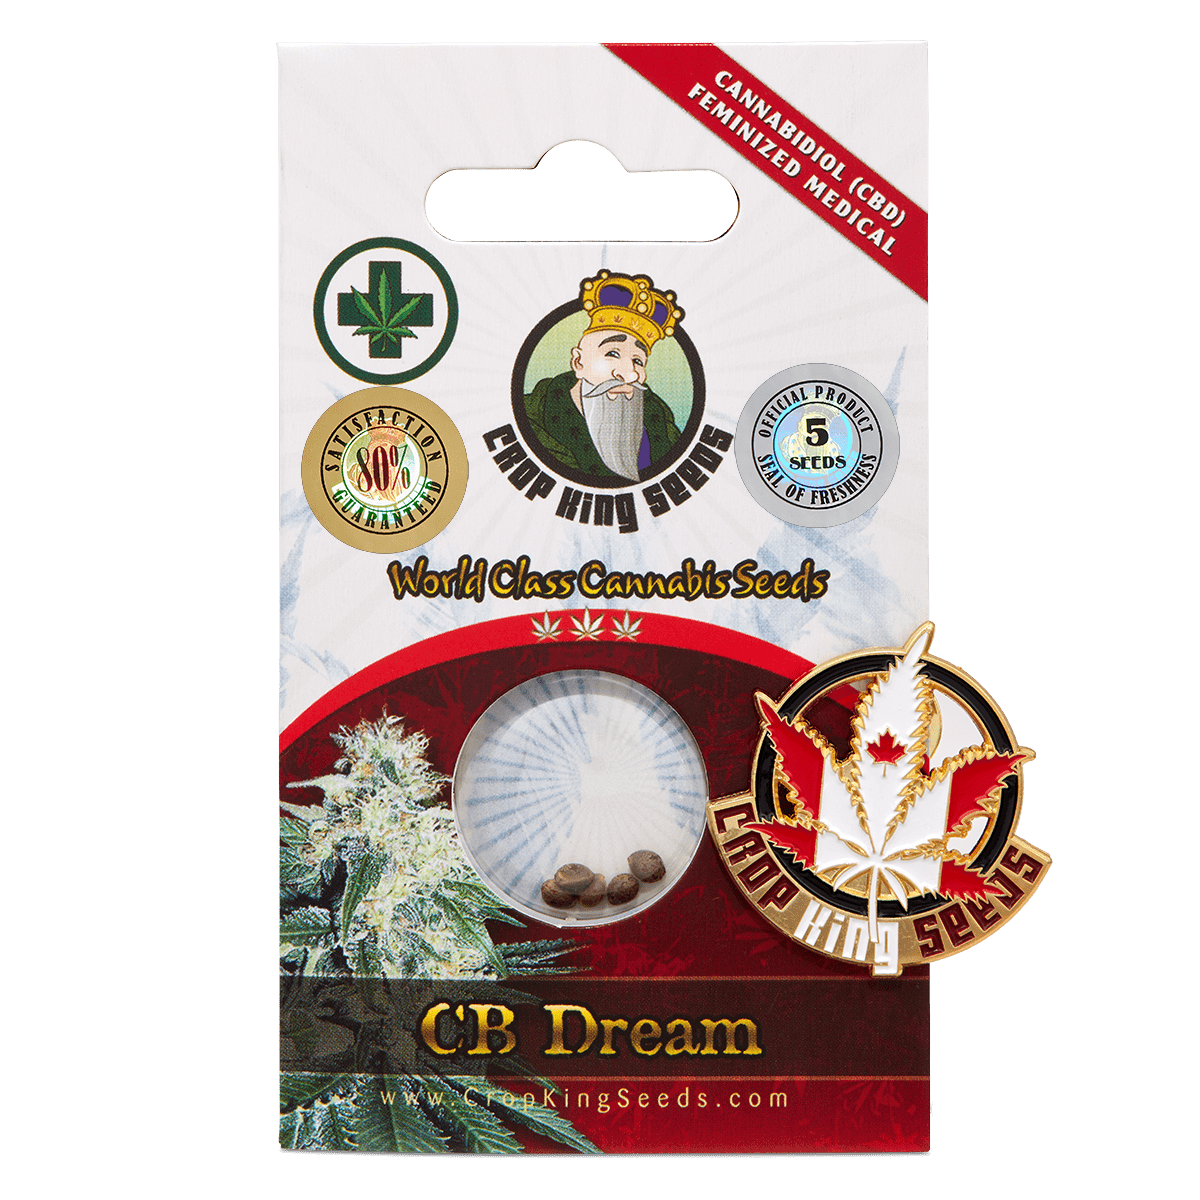 CANNABIDIOL (CBD)
FEMINIZED MEDICAL
SATISFACTION
80%
GUARANTEED
CROP King SEEDS
OFFICIAL PRODUCT
5
SEEDS
SEAL OF FRESHNESS
World Class Cannabis Seeds
CROP King SEEDS
CB Dream
www.CropKingSeeds.com